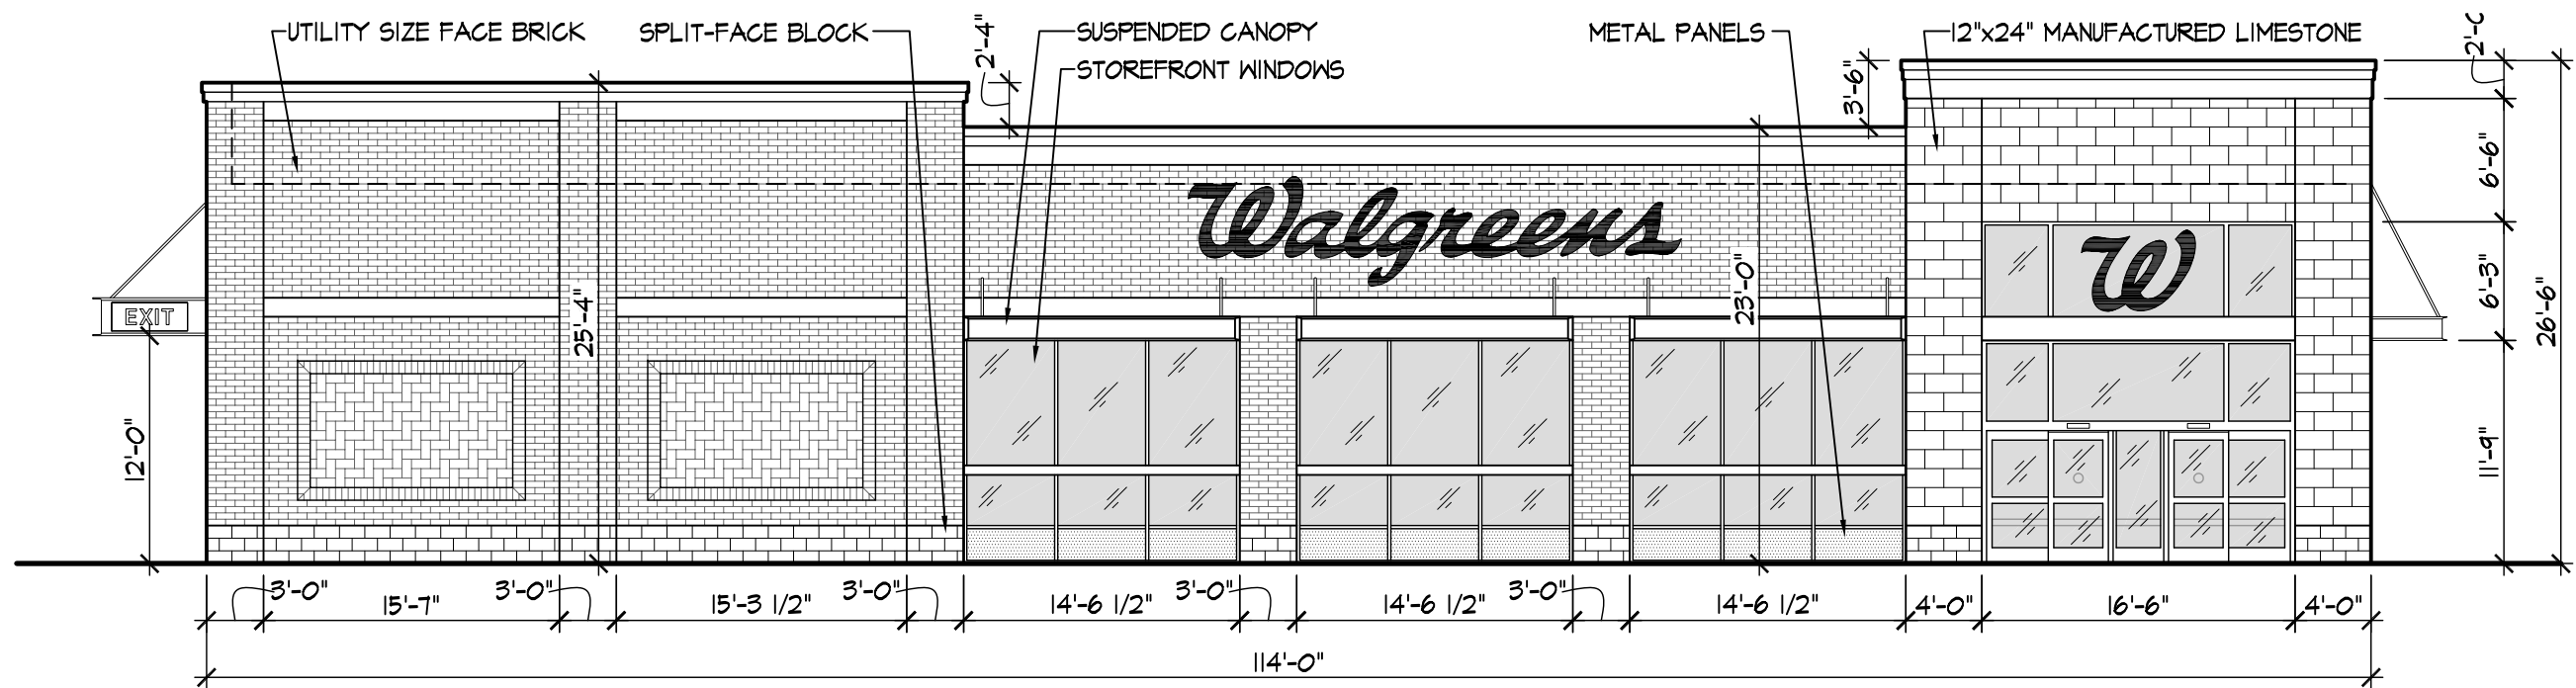 UTILITY SIZE FACE BRICK
SPLIT-FACE BLOCK
2'-4"
SUSPENDED CANOPY
STOREFRONT WINDOWS
METAL PANELS
3'-6"
12"x24" MANUFACTURED LIMESTONE
6'-6"
6'-3"
26'-6"
11'-9"
Walgreens
W
EXIT
25'-4"
23'-0"
12'-0"
3'-0"
15'-7"
3'-0"
15'-3 1/2"
3'-0"
14'-6 1/2"
3'-0"
14'-6 1/2"
3'-0"
14'-6 1/2"
4'-0"
16'-6"
4'-0"
114'-0"